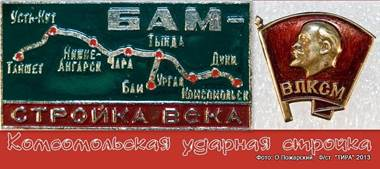 БАМ-
УСТЬ-КУТ
ТЫНДА
ТАЙШЕТ
НИЖНЕ-
АНГАРСК
ЧАРА
ДУКИ
УРГАЛ
БАМ
КОМСОМОЛЬСК
СТРОЙКА ВЕКА
ВЛКСМ
Комсомольская ударная стройка
Фото: О.Пожарский - Ф/ст. "ТИРА" 2013